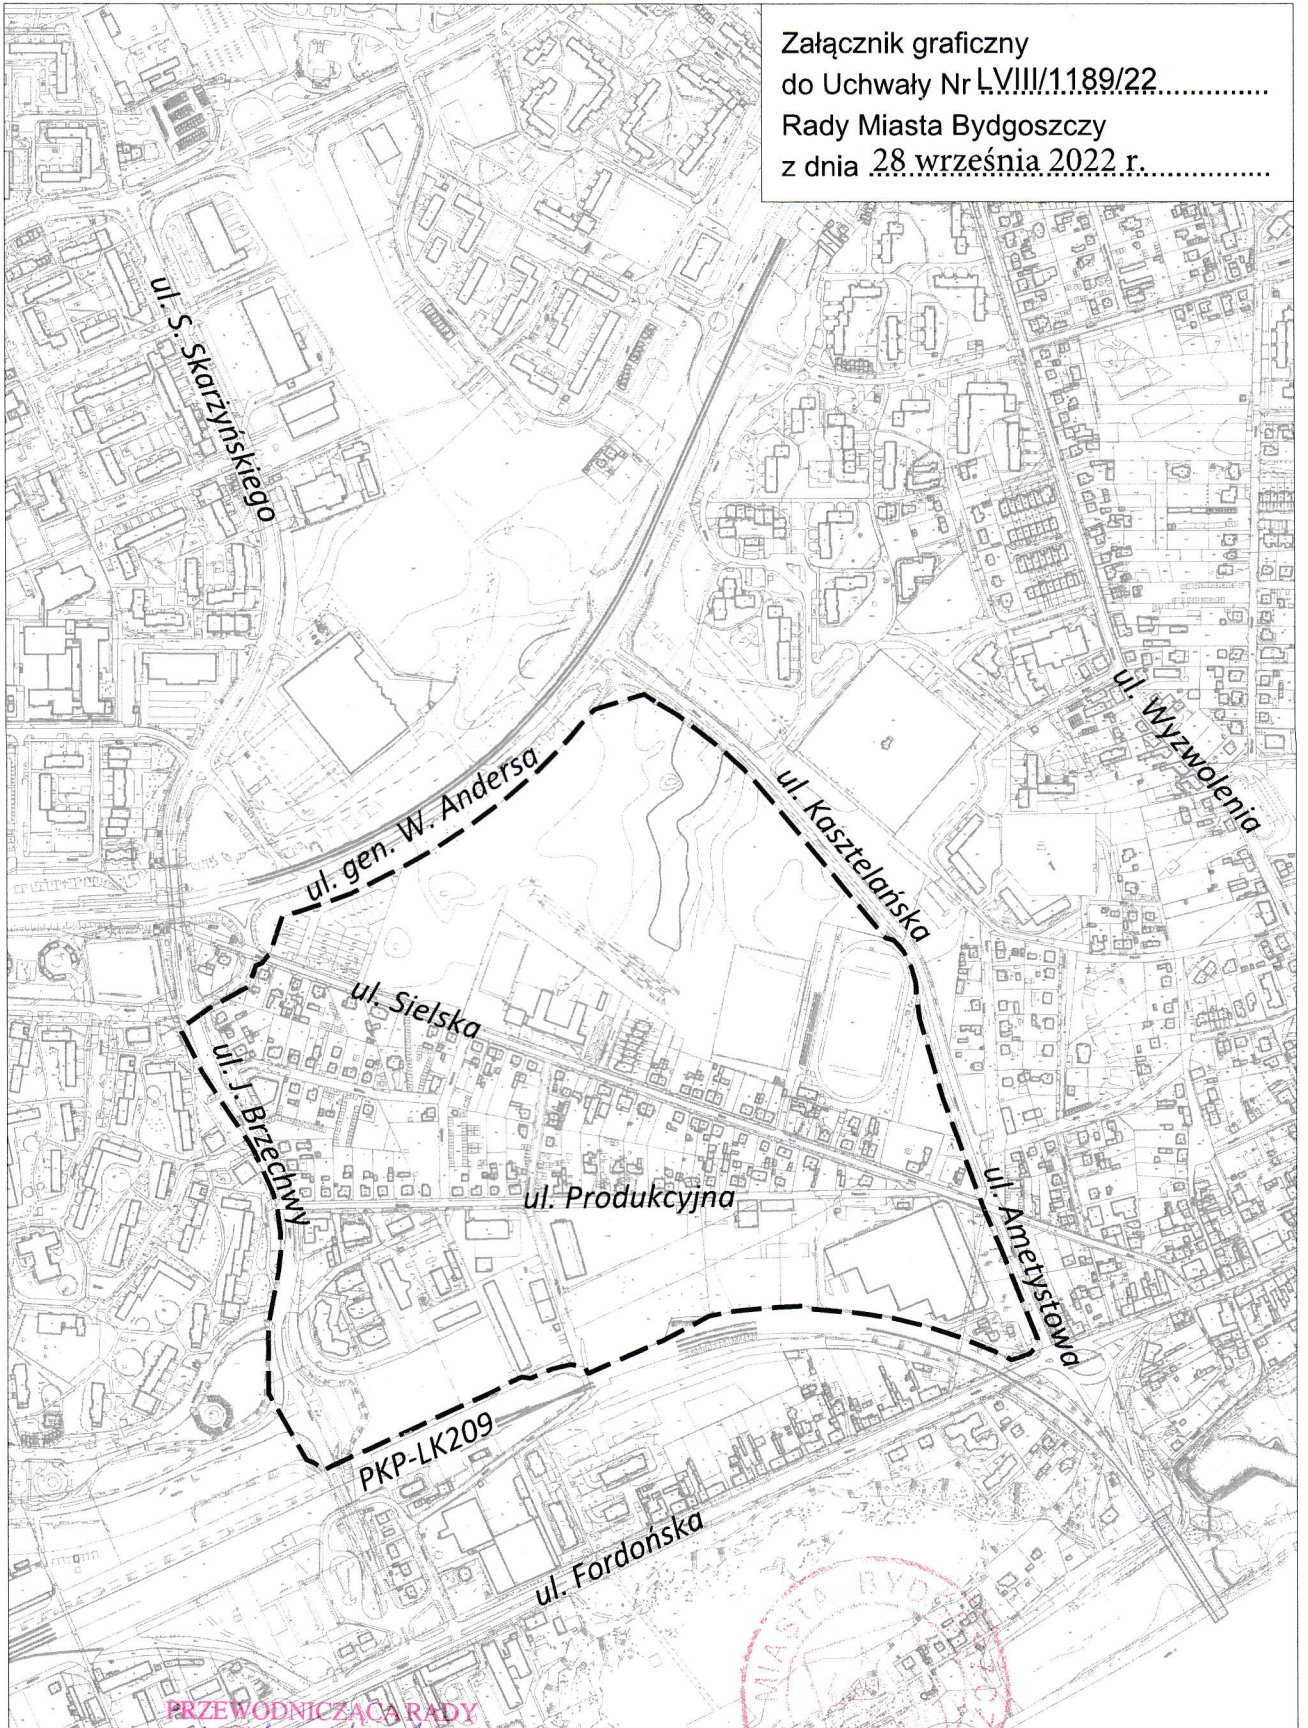 Załącznik graficzny
do Uchwały Nr LVIII/1189/22
Rady Miasta Bydgoszczy
z dnia 28 września 2022 r.
ul. S. Skarżyńskiego
ul. Wyzwolenia
ul. gen. W. Andersa
ul. Kasztelańska
ul. Sielska
ul. J. Brzechwy
ul. Produkcyjna
ul. Ametystowa
PKP-LK209
ul. Fordońska
MIASTA BYD
PRZEWODNICZĄCA RADY